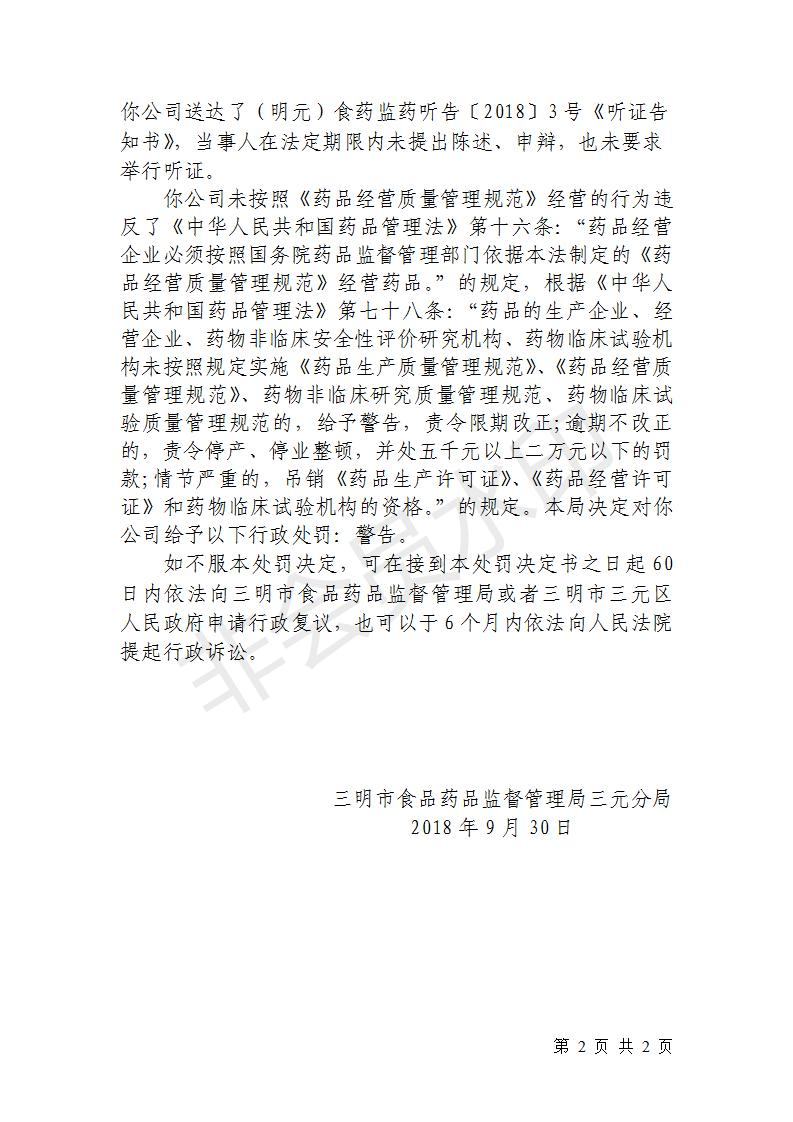 你公司送达了（明元）食药监药听告〔2018〕3号《听证告
知书》，当事人在法定期限内未提出陈述、申辩，也未要求
举行听证。
你公司未按照《药品经营质量管理规范》经营的行为违
反了《中华人民共和国药品管理法》第十六条：“药品经营
企业必须按照国务院药品监督管理部门依据本法制定的《药
品经营质量管理规范》经营药品。”的规定，根据《中华人
民共和国药品管理法》第七十八条：“药品的生产企业、经
营企业、药物非临床安全性评价研究机构、药物临床试验机
构未按照规定实施《药品生产质量管理规范》、《药品经营质
量管理规范》、药物非临床研究质量管理规范、药物临床试
验质量管理规范的，给予警告，责令限期改正;逾期不改正
的，责令停产、停业整顿，并处五千元以上二万元以下的罚
款;情节严重的，吊销《药品生产许可证》、《药品经营许可
证》和药物临床试验机构的资格。”的规定。本局决定对你
公司给予以下行政处罚：警告。
如不服本处罚决定，可在接到本处罚决定书之日起 60
日内依法向三明市食品药品监督管理局或者三明市三元区
人民政府申请行政复议，也可以于 6 个月内依法向人民法院
提起行政诉讼。
三明市食品药品监督管理局三元分局
2018 年 9 月 30 日
第 2 页 共 2 页
非会员水印